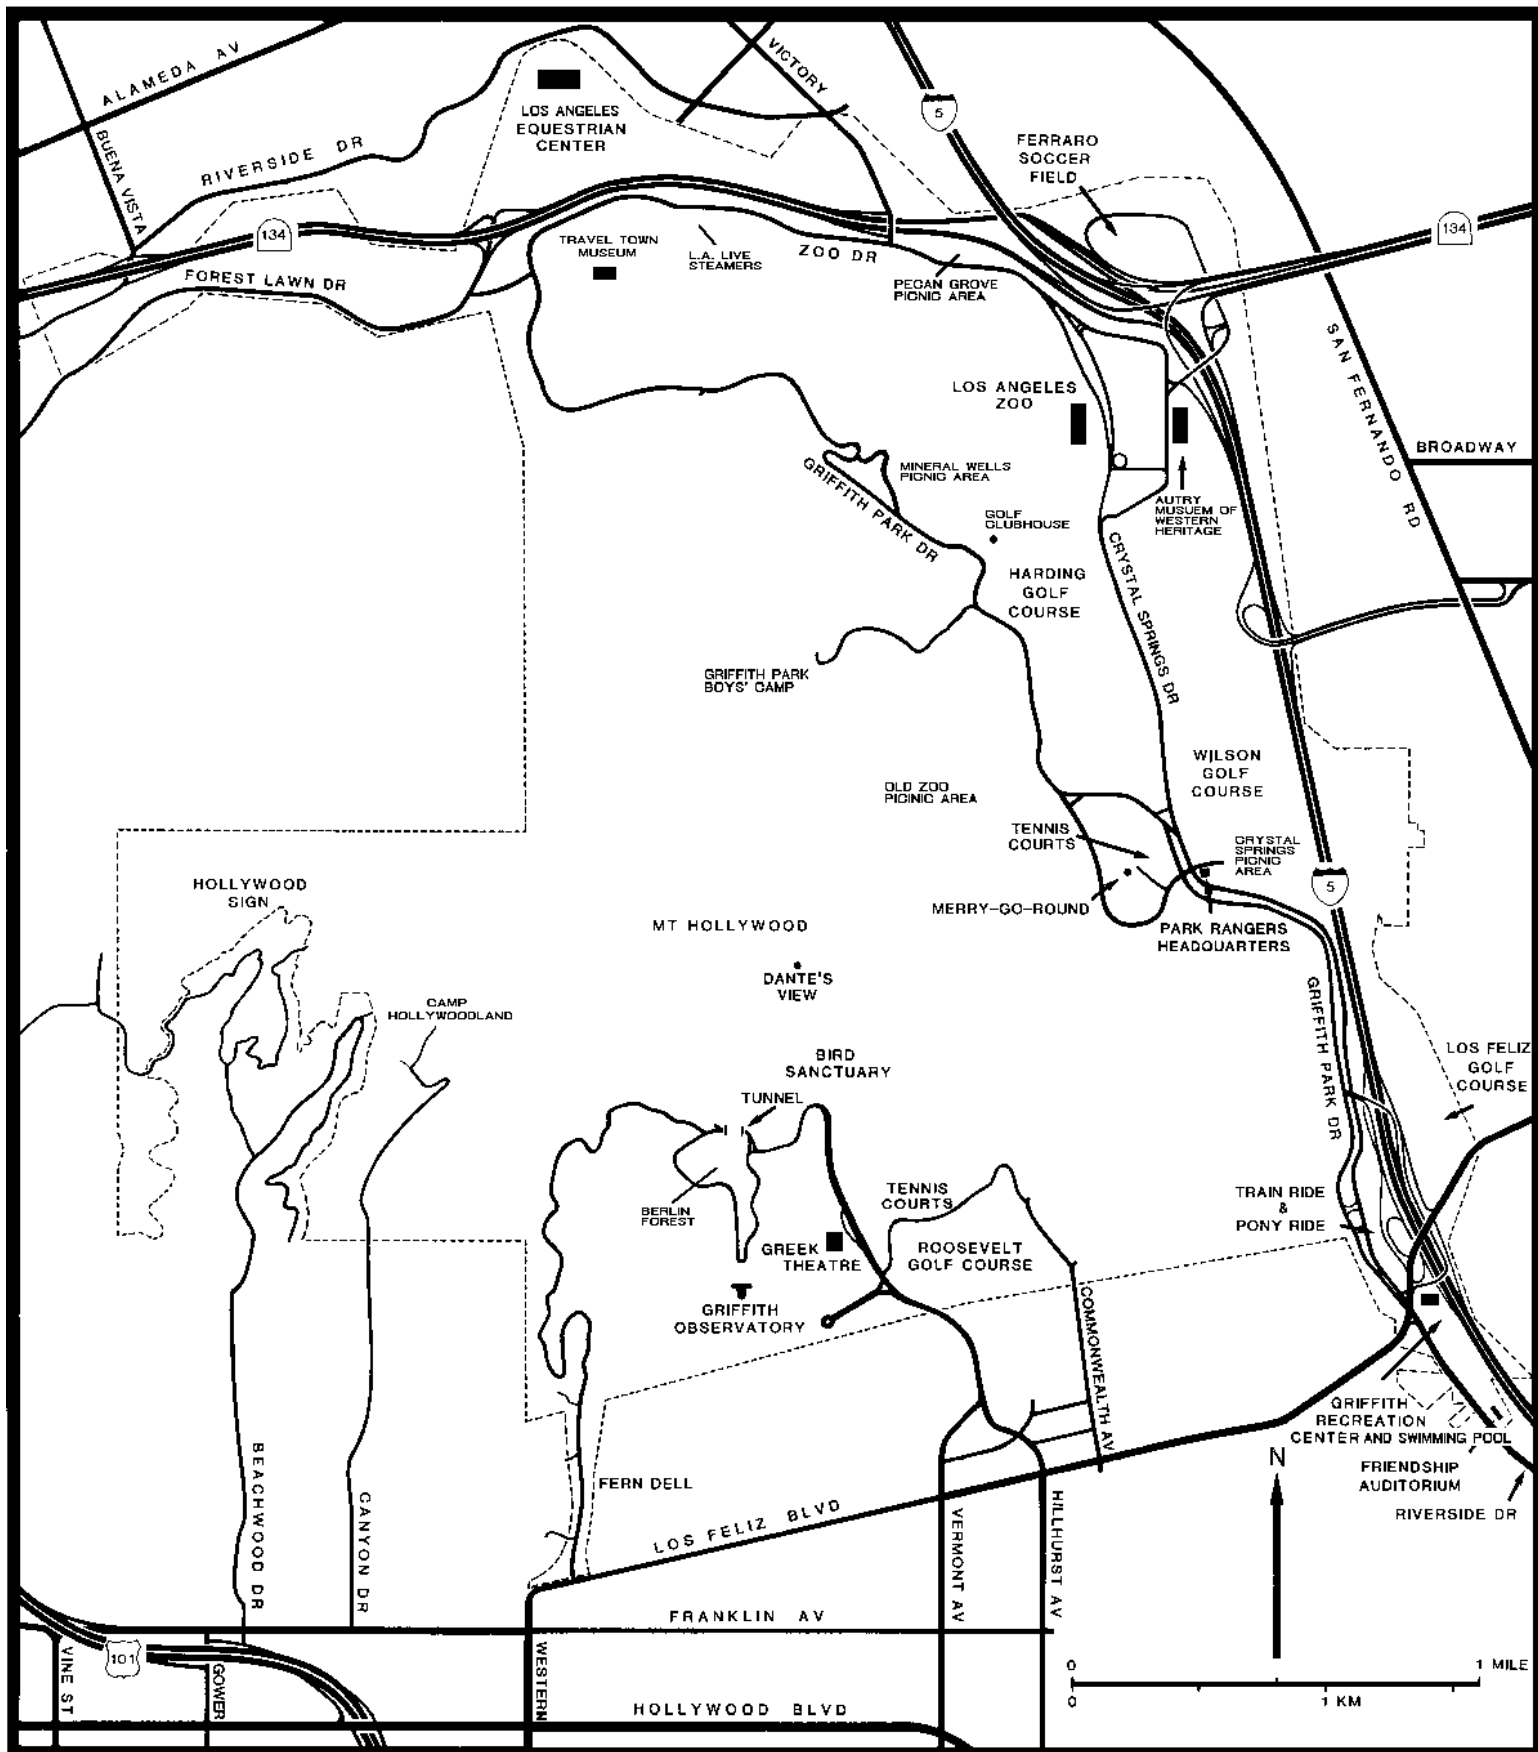 ALAMEDA AV
VICTORY
5
LOS ANGELES
EQUESTRIAN
CENTER
BUENA VISTA
RIVERSIDE DR
FERRARO
SOCCER
FIELD
134
134
TRAVEL TOWN
MUSEUM
L.A. LIVE
STEAMERS
ZOO DR
FOREST LAWN DR
PECAN GROVE
PICNIC AREA
SAN FERNANDO RD
LOS ANGELES
ZOO
BROADWAY
MINERAL WELLS
PICNIC AREA
GRIFFITH PARK DR
AUTRY
MUSUEM OF
WESTERN
HERITAGE
GOLF
CLUBHOUSE
CRYSTAL SPRINGS DR
HARDING
GOLF
COURSE
GRIFFITH PARK
BOYS' CAMP
WILSON
GOLF
COURSE
OLD ZOO
PICINIC AREA
TENNIS
COURTS
CRYSTAL
SPRINGS
PICNIC
AREA
5
HOLLYWOOD
SIGN
MERRY-GO-ROUND
MT HOLLYWOOD
PARK RANGERS
HEADQUARTERS
DANTE'S
VIEW
GRIFFITH PARK DR
CAMP
HOLLYWOODLAND
BIRD
SANCTUARY
LOS FELIZ
GOLF
COURSE
TUNNEL
TENNIS
COURTS
TRAIN RIDE
&
PONY RIDE
BERLIN
FOREST
GREEK
THEATRE
ROOSEVELT
GOLF COURSE
GRIFFITH
OBSERVATORY
COMMONWEALTH AV
GRIFFITH
RECREATION
CENTER AND SWIMMING POOL
BEACHWOOD DR
CANYON DR
FERN DELL
N
FRIENDSHIP
AUDITORIUM
RIVERSIDE DR
LOS FELIZ BLVD
VERMONT AV
HILLHURST AV
FRANKLIN AV
101
VINE ST
GOWER
WESTERN
HOLLYWOOD BLVD
0
1 MILE
0
1 KM